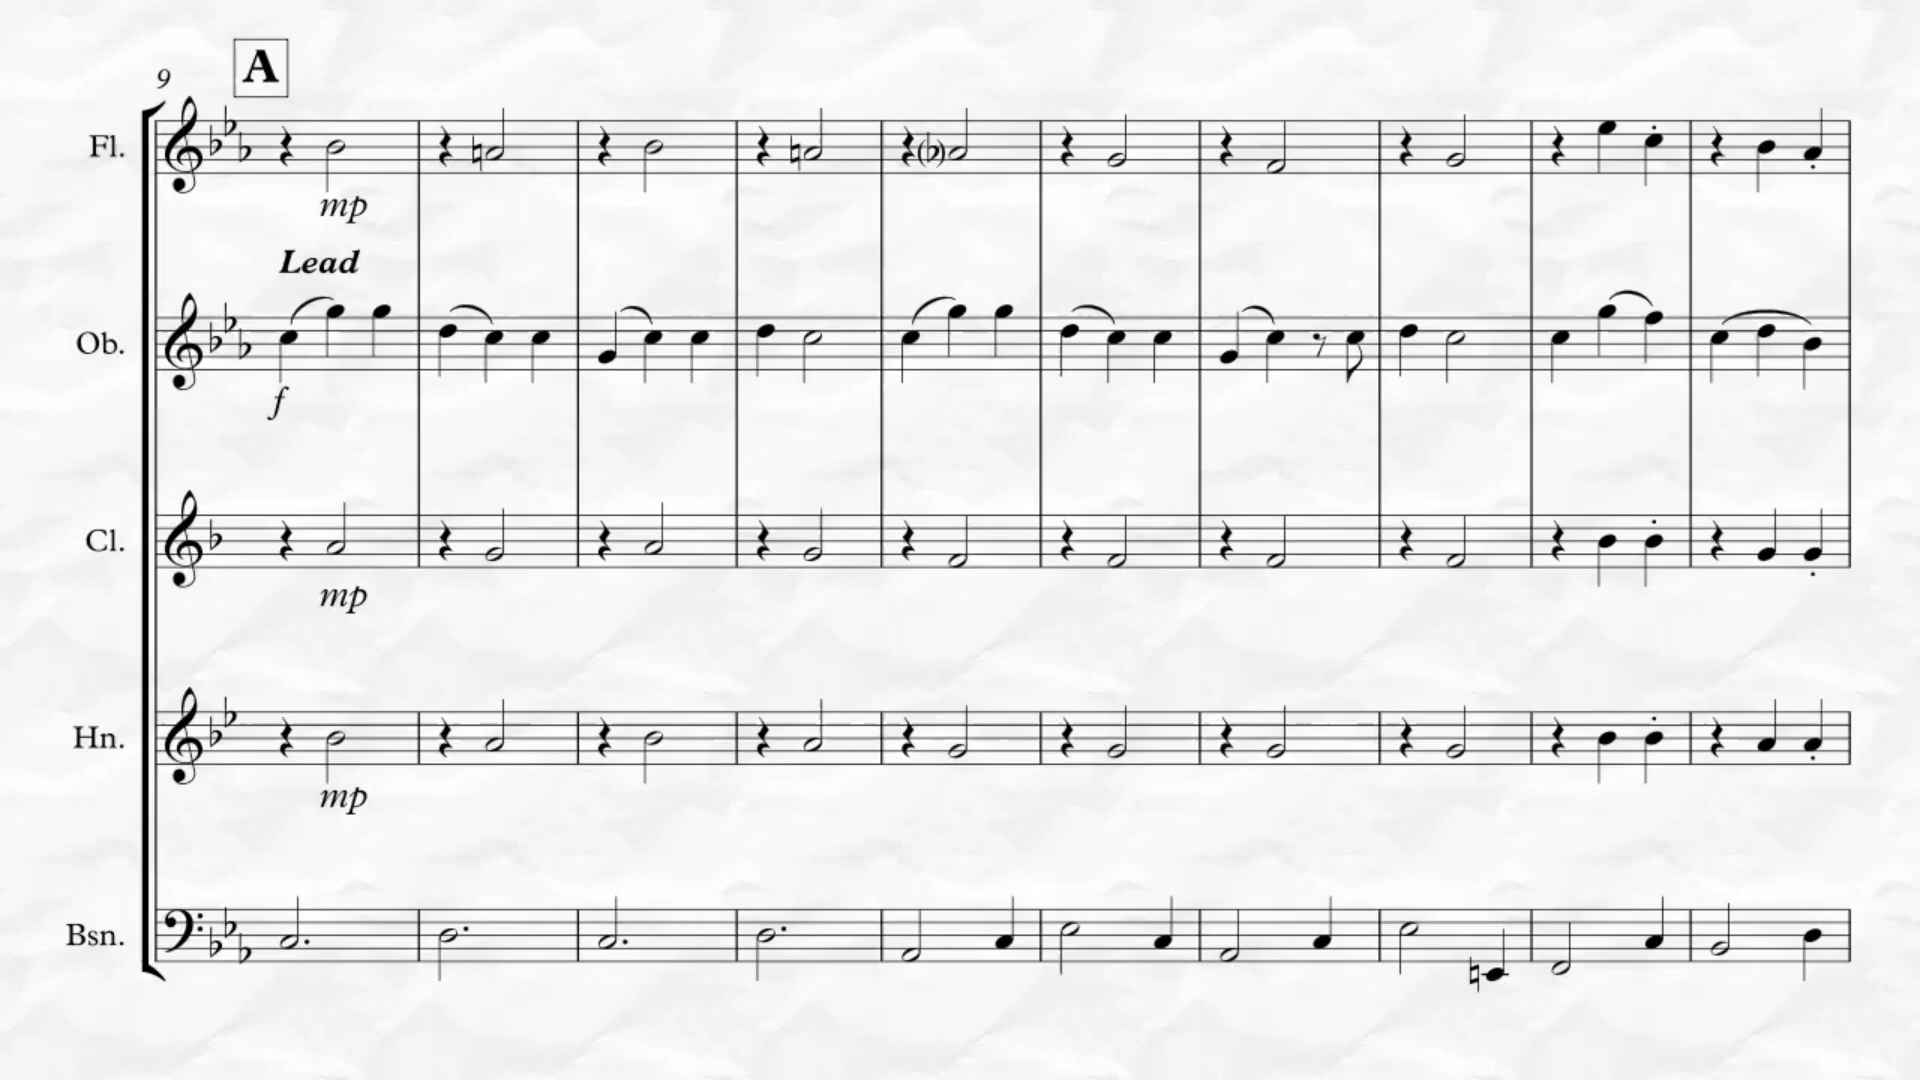 9
A
Fl.
mp
Lead
Ob.
f
Cl.
mp
Hn.
mp
Bsn.